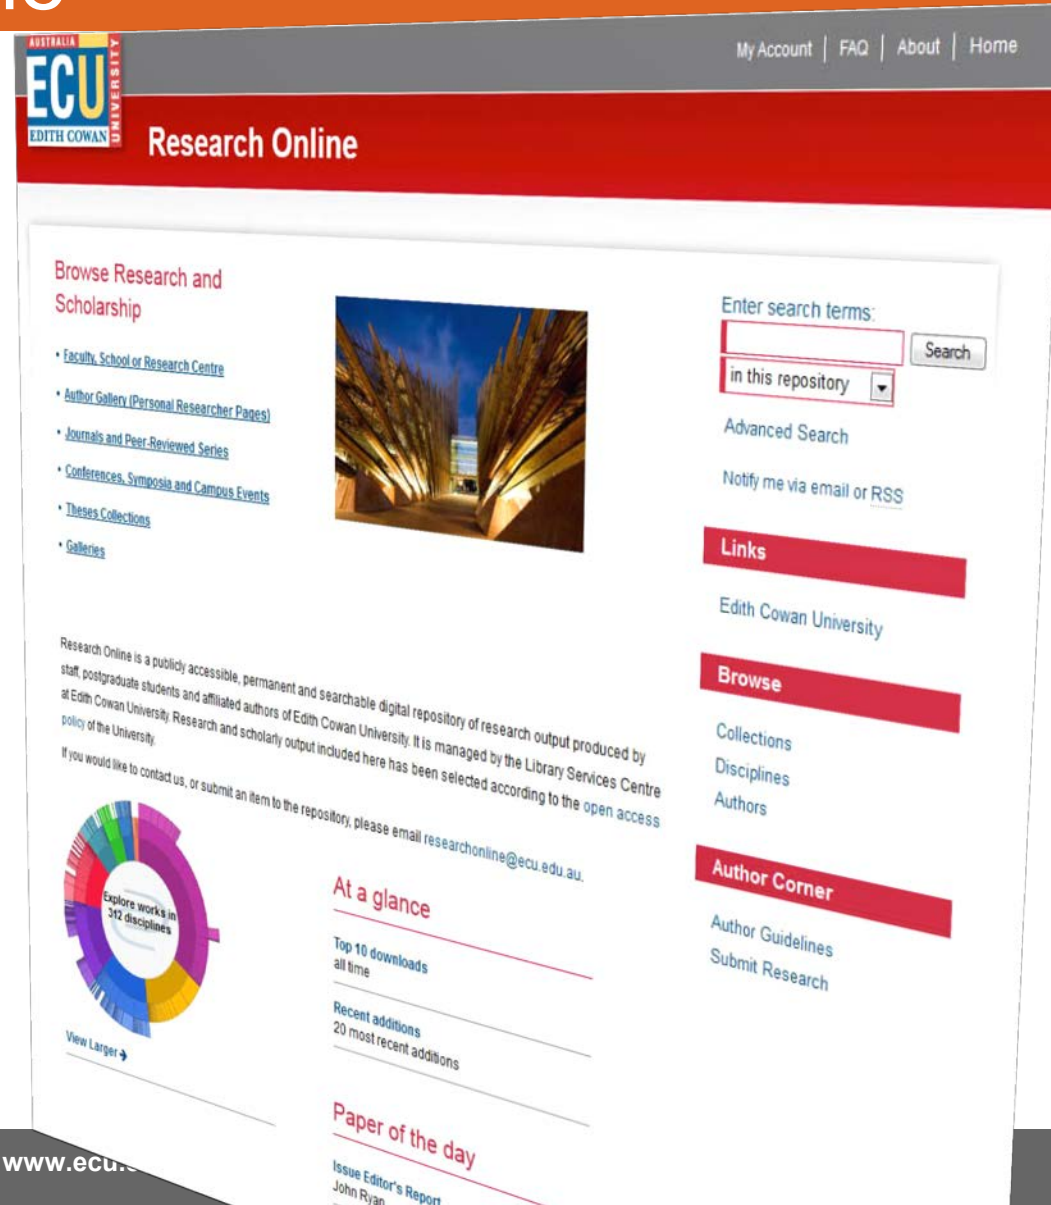 AUSTRALIA
ECU
EDITH COWAN
UNIVERSITY
My Account | FAQ | About | Home
Research Online
Browse Research and
Scholarship
• Faculty, School or Research Centre
• Author Gallery (Personal Researcher Pages)
• Journals and Peer-Reviewed Series
• Conferences, Symposia and Campus Events
• Theses Collections
• Galleries
Enter search terms:
Search
in this repository
Advanced Search
Notify me via email or RSS
Links
Edith Cowan University
Browse
Collections
Disciplines
Authors
Author Corner
Author Guidelines
Submit Research
Research Online is a publicly accessible, permanent and searchable digital repository of research output produced by
staff, postgraduate students and affiliated authors of Edith Cowan University. It is managed by the Library Services Centre
at Edith Cowan University. Research and scholarly output included here has been selected according to the open access
policy of the University.
If you would like to contact us, or submit an item to the repository, please email researchonline@ecu.edu.au.
Explore works in
312 disciplines
View Larger →
At a glance
Top 10 downloads
all time
Recent additions
20 most recent additions
Paper of the day
Issue Editor's Report
John Ryan
www.ecu.